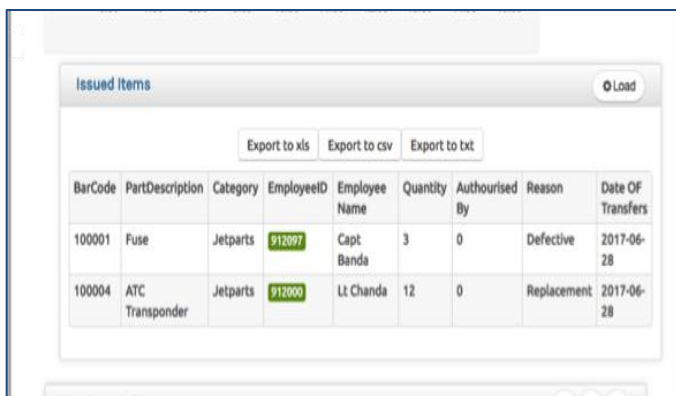 Issued Items
Load
Export to xls Export to csv Export to txt
BarCode PartDescription Category EmployeeID Employee Name Quantity Authourised By Reason Date OF Transfers
100001 Fuse Jetparts 912097 Capt Banda 3 0 Defective 2017-06-28
100004 ATC Transponder Jetparts 912000 Lt Chanda 12 0 Replacement 2017-06-28